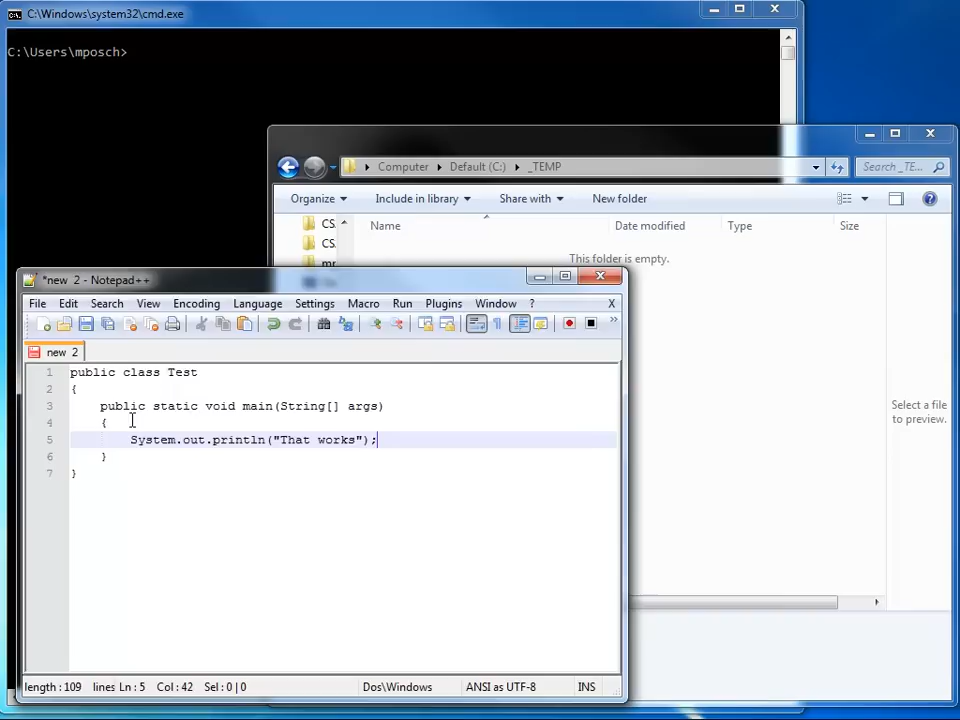 C:\Windows\system32\cmd.exe
C:\Users\mposch>
Computer Default (C:) _TEMP
Search _TE...
Organize Include in library Share with New folder
CS.
CS.
Name Date modified Type Size
This folder is empty.
Select a file
to preview.
*new 2 - Notepad++
File Edit Search View Encoding Language Settings Macro Run Plugins Window ? X
new 2
1 public class Test
2 {
3 public static void main(String[] args)
4 {
5 System.out.println("That works");
6 }
7 }
length : 109 lines Ln : 5 Col : 42 Sel : 0 | 0 Dos\Windows ANSI as UTF-8 INS